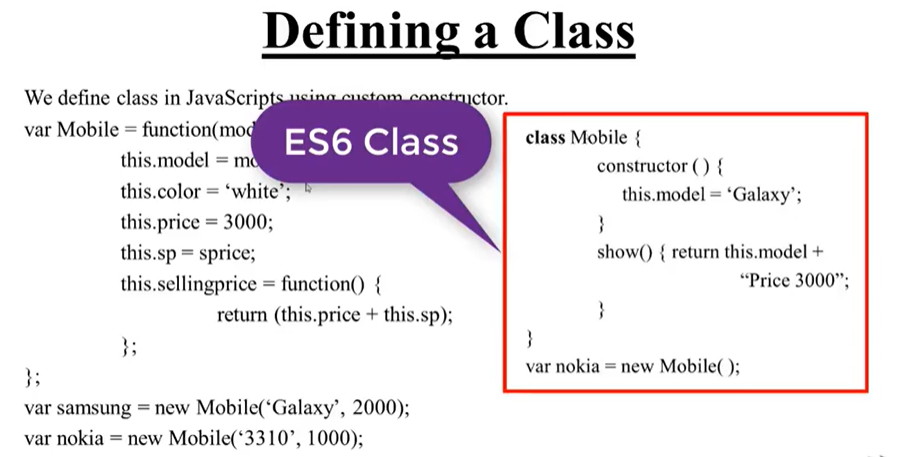 Defining a Class
We define class in JavaScripts using custom constructor.
var Mobile = function(mod
this.model = mo
this.color = ‘white’;
this.price = 3000;
this.sp = sprice;
this.sellingprice = function() {
return (this.price + this.sp);
};
};
var samsung = new Mobile(‘Galaxy’, 2000);
var nokia = new Mobile(‘3310’, 1000);
ES6 Class
class Mobile {
constructor ( ) {
this.model = ‘Galaxy’;
}
show() { return this.model +
“Price 3000”;
}
}
var nokia = new Mobile( );